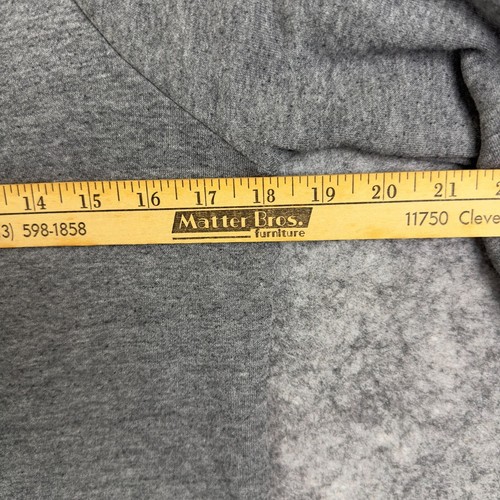 14 15 16 17 18 19 20 21
3) 598-1858 Matter Bros. 11750 Cleve
furniture